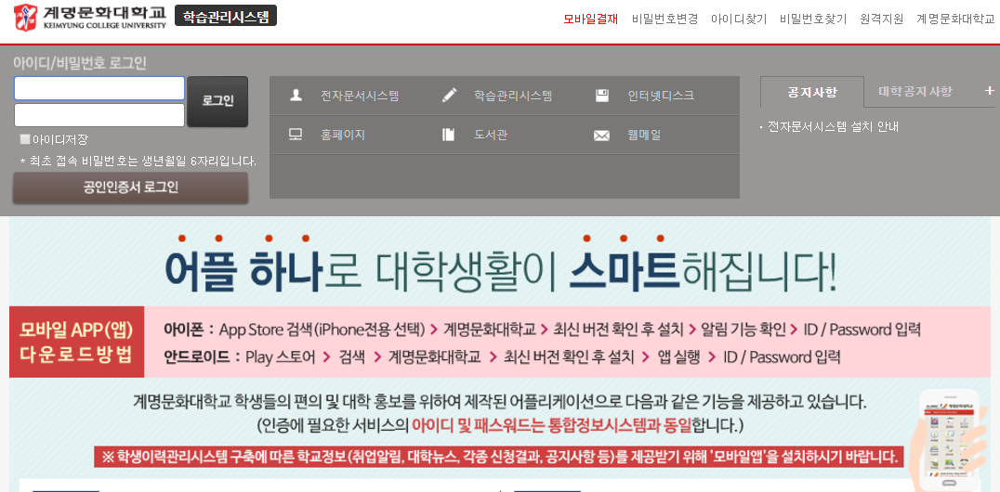 계명문화대학교 학습관리시스템
KEIMYUNG COLLEGE UNIVERSITY
모바일결재 비밀번호변경 아이디찾기 비밀번호찾기 원격지원 계명문화대학교
아이디/비밀번호 로그인
로그인
아이디저장
* 최초 접속 비밀번호는 생년월일 6자리입니다.
공인인증서 로그인
전자문서시스템 학습관리시스템 인터넷디스크
홈페이지 도서관 웹메일
공지사항 대학공지사항 +
· 전자문서시스템 설치 안내
어플 하나로 대학생활이 스마트해집니다!
모바일 APP(앱)
다운로드방법
아이폰 : App Store 검색(iPhone전용 선택) > 계명문화대학교 > 최신 버전 확인 후 설치 > 알림 기능 확인 > ID / Password 입력
안드로이드 : Play 스토어 > 검색 > 계명문화대학교 > 최신 버전 확인 후 설치 > 앱 실행 > ID / Password 입력
계명문화대학교 학생들의 편의 및 대학 홍보를 위하여 제작된 어플리케이션으로 다음과 같은 기능을 제공하고 있습니다.
(인증에 필요한 서비스의 아이디 및 패스워드는 통합정보시스템과 동일합니다.)
※ 학생이력관리시스템 구축에 따른 학교정보(취업알림, 대학뉴스, 각종 신청결과, 공지사항 등)를 제공받기 위해 '모바일앱'을 설치하시기 바랍니다.
계명문화대학교